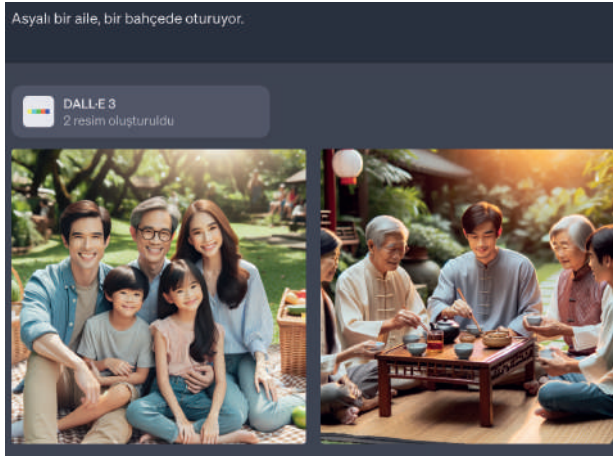 Asyalı bir aile, bir bahçede oturuyor.
DALL·E 3
2 resim oluşturuldu